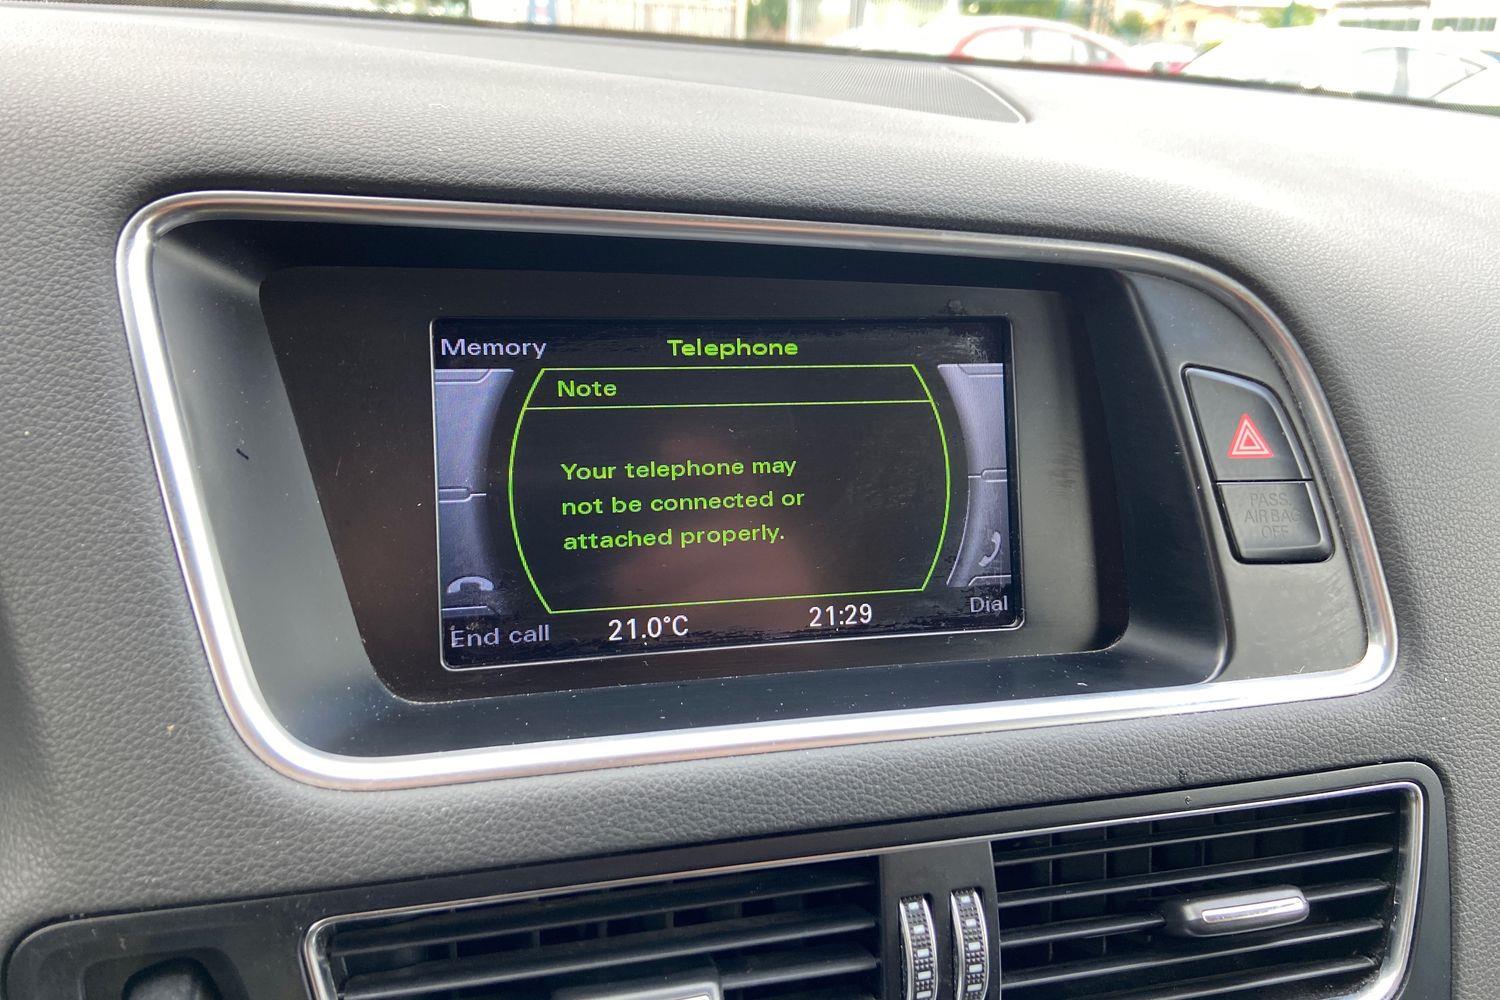 Memory
Telephone
Note
Your telephone may
not be connected or
attached properly.
End call
21.0°C
21:29
Dial
PASS
AIR BAG
OFF